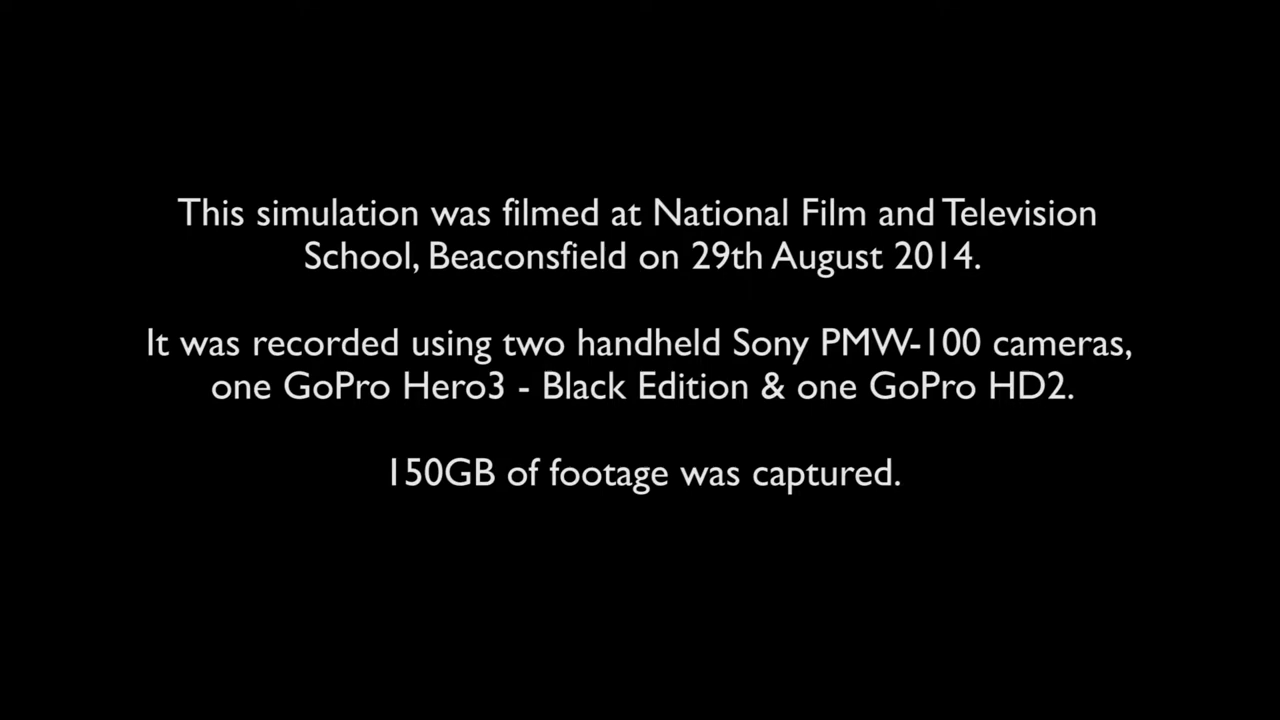 This simulation was filmed at National Film and Television
School, Beaconsfield on 29th August 2014.
It was recorded using two handheld Sony PMW-100 cameras,
one GoPro Hero3 - Black Edition & one GoPro HD2.
150GB of footage was captured.